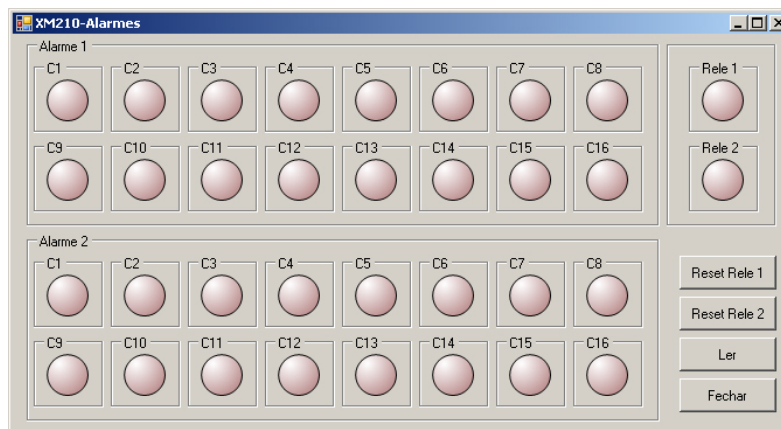 XM210-Alarmes
Alarme 1
C1 C2 C3 C4 C5 C6 C7 C8
C9 C10 C11 C12 C13 C14 C15 C16
Rele 1
Rele 2
Alarme 2
C1 C2 C3 C4 C5 C6 C7 C8
C9 C10 C11 C12 C13 C14 C15 C16
Reset Rele 1
Reset Rele 2
Ler
Fechar